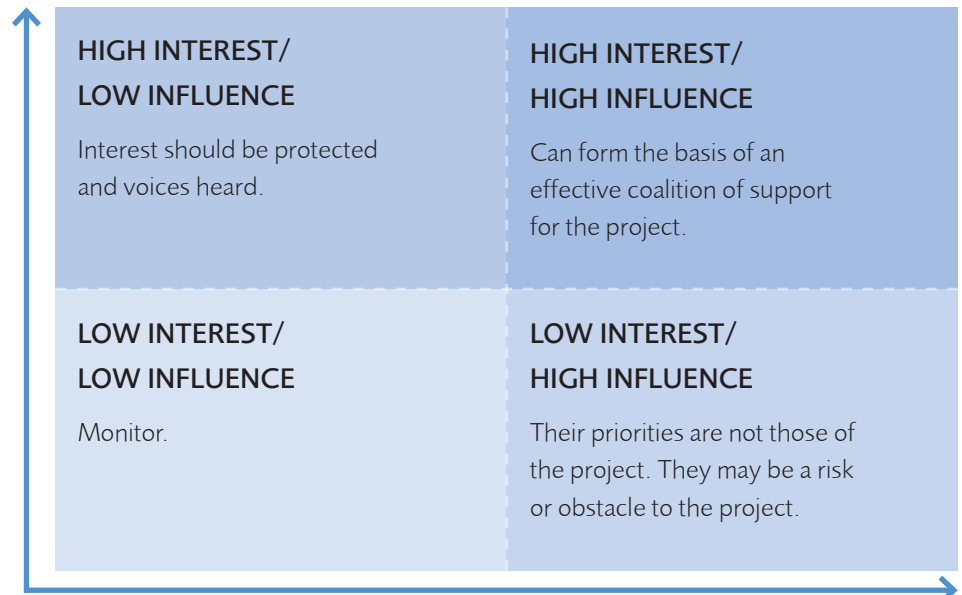 HIGH INTEREST/
LOW INFLUENCE
Interest should be protected
and voices heard.
HIGH INTEREST/
HIGH INFLUENCE
Can form the basis of an
effective coalition of support
for the project.
LOW INTEREST/
LOW INFLUENCE
Monitor.
LOW INTEREST/
HIGH INFLUENCE
Their priorities are not those of
the project. They may be a risk
or obstacle to the project.